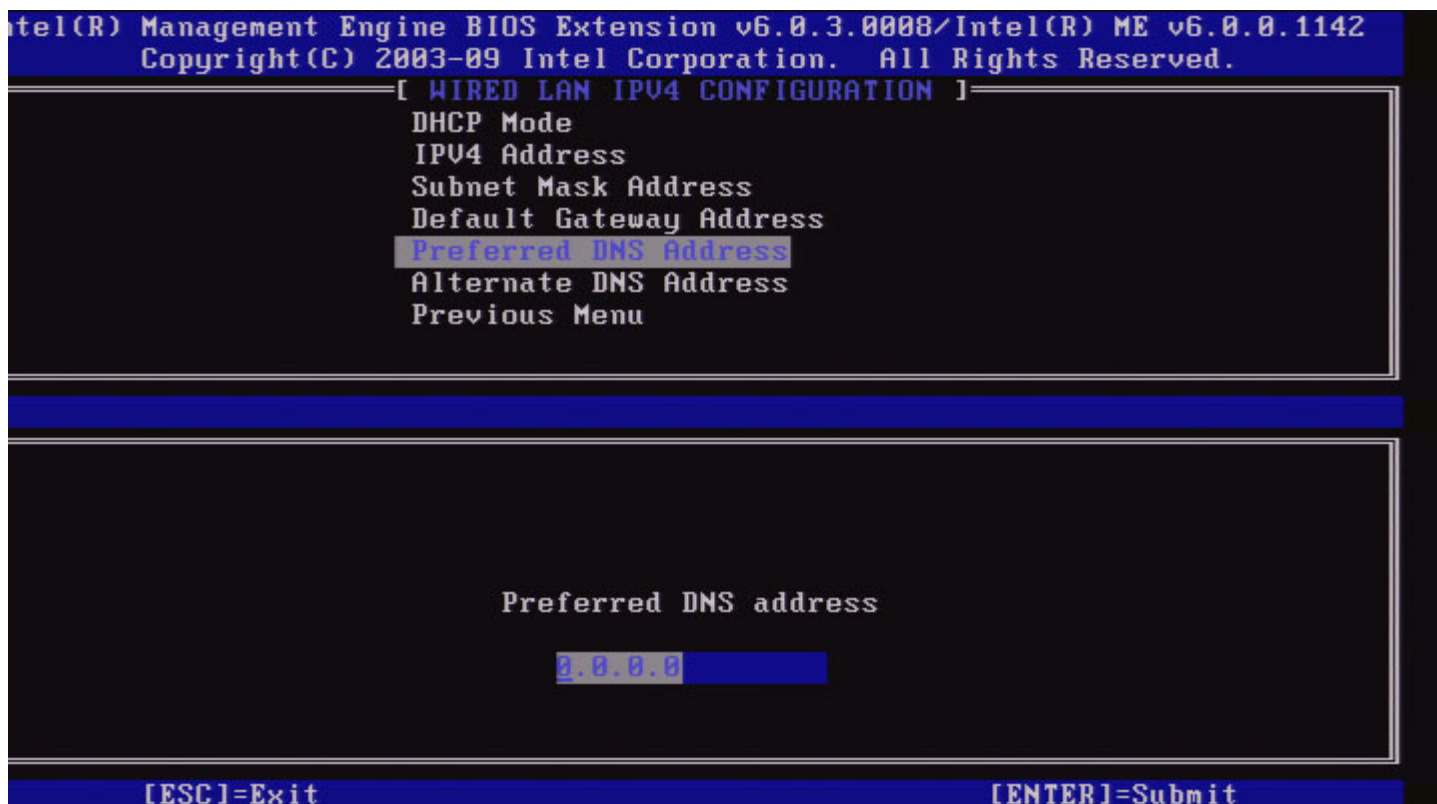 ntel(R) Management Engine BIOS Extension v6.0.3.0008/Intel(R) ME v6.0.0.1142
Copyright(C) 2003-09 Intel Corporation. All Rights Reserved.
[ WIRED LAN IPV4 CONFIGURATION ]
DHCP Mode
IPV4 Address
Subnet Mask Address
Default Gateway Address
Preferred DNS Address
Alternate DNS Address
Previous Menu
Preferred DNS address
0.0.0.0
[ESC]=Exit [ENTER]=Submit